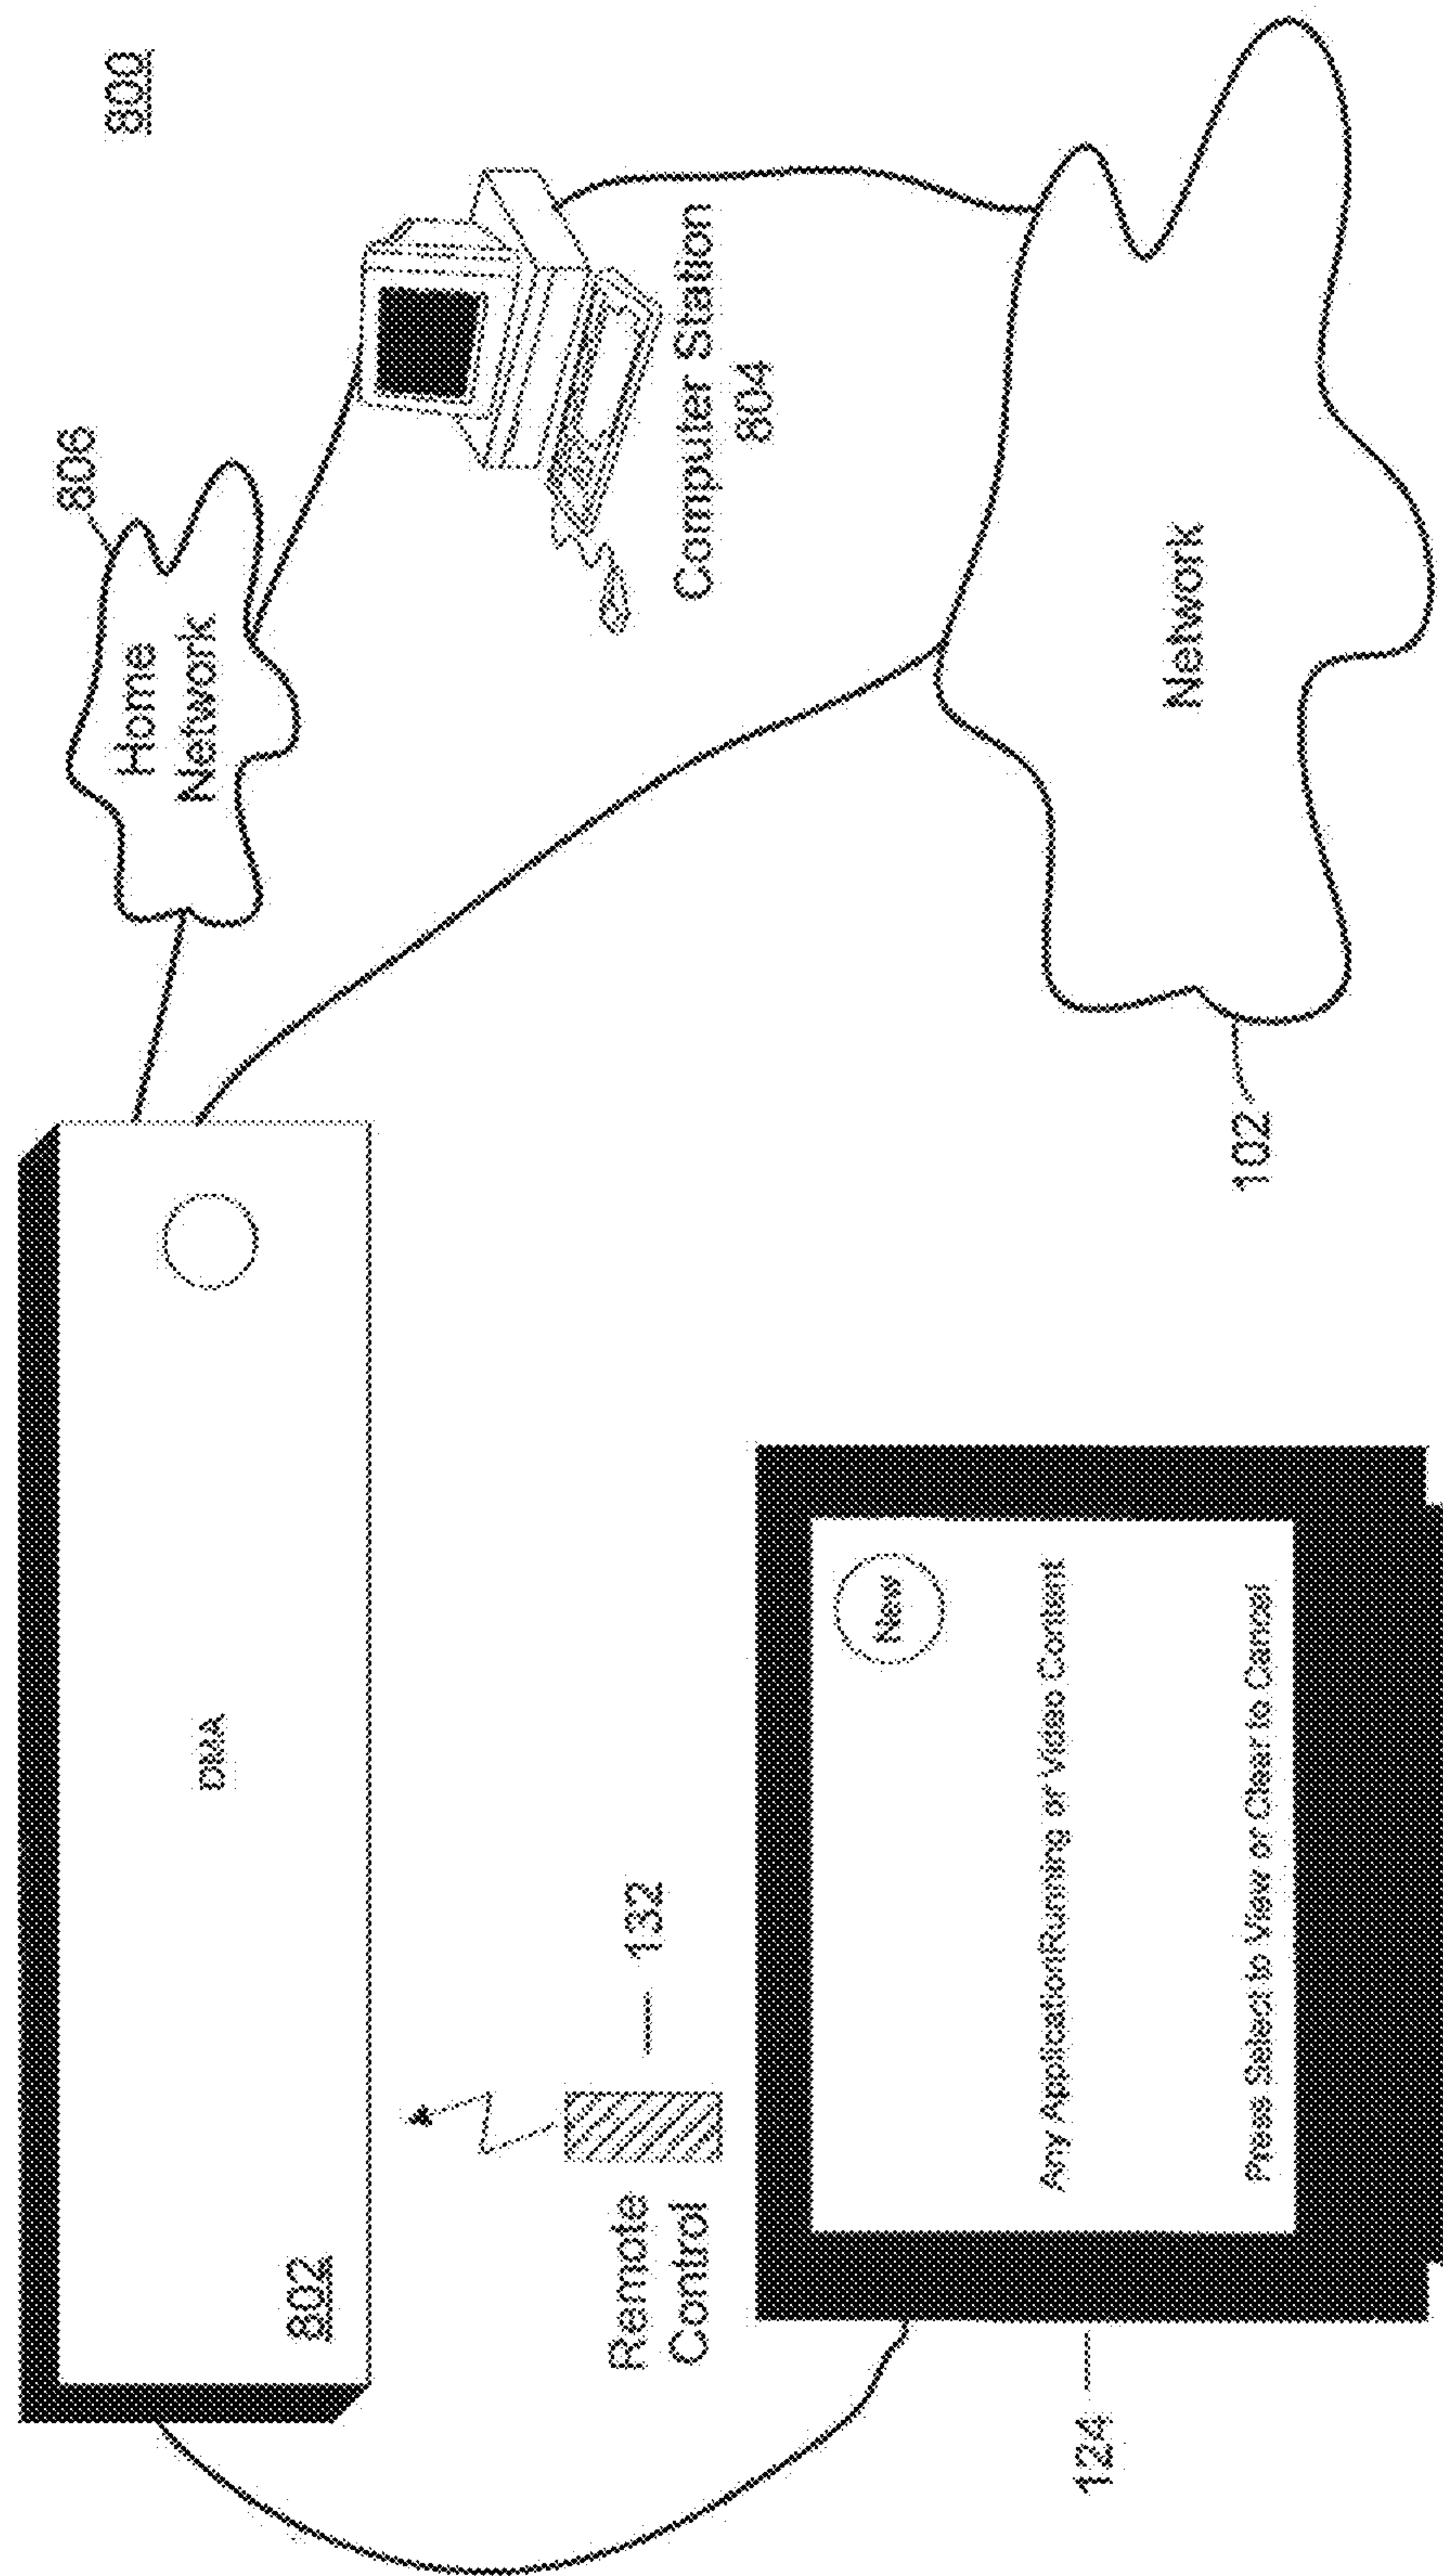 800
806
Home
Network
DMA
802
Computer Station
804
Remote
Control
132
New
Any Application Running or Video Content
Press Select to View or Clear to Cancel
124
Network
102